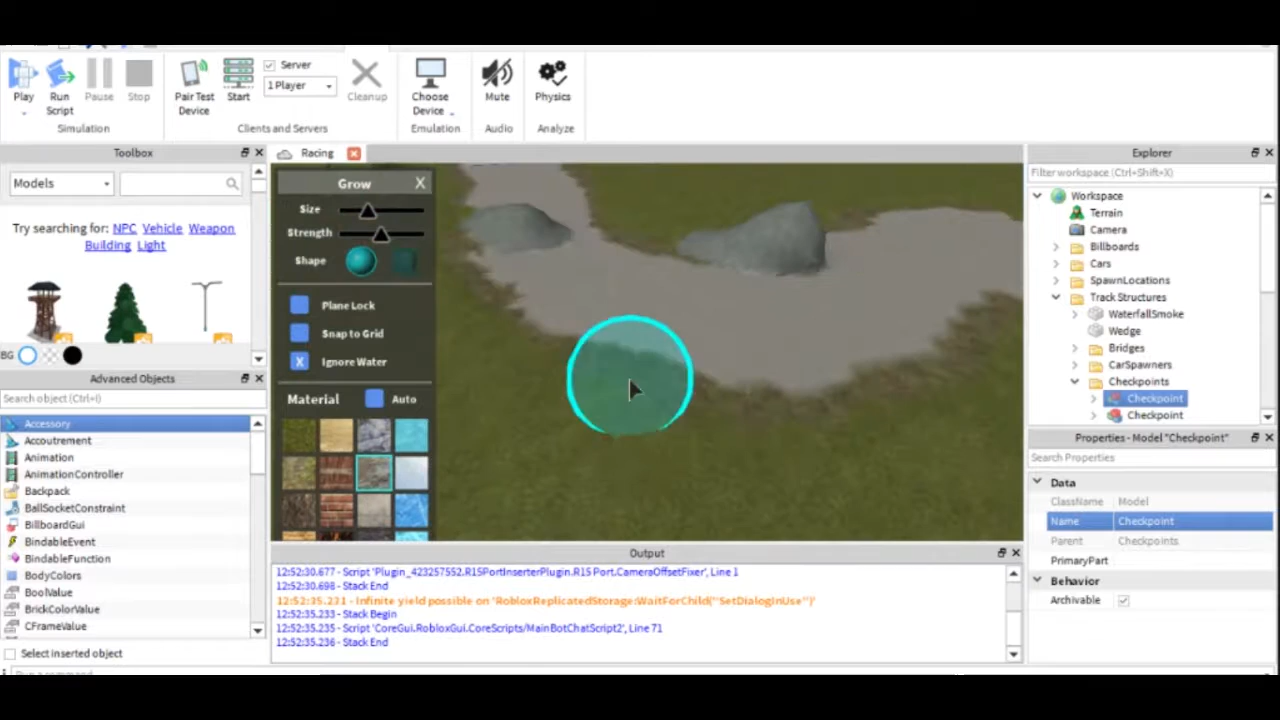 Play
Run
Script
Pause
Stop
Simulation
Pair Test
Device
Start
Server
1 Player
Cleanup
Clients and Servers
Choose
Device
Emulation
Mute
Audio
Physics
Analyze
Toolbox
Models
Try searching for: NPC Vehicle Weapon
Building Light
BG
Advanced Objects
Search object (Ctrl+I)
Accessory
Accoutrement
Animation
AnimationController
Backpack
BallSocketConstraint
BillboardGui
BindableEvent
BindableFunction
BodyColors
BoolValue
BrickColorValue
CFrameValue
Select inserted object
Racing
Grow X
Size
Strength
Shape
Plane Lock
Snap to Grid
X Ignore Water
Material Auto
Output
12:52:30.677 - Script 'Plugin_423257552.R15PortInserterPlugin.R15 Port.CameraOffsetFixer', Line 1
12:52:30.698 - Stack End
12:52:35.231 - Infinite yield possible on 'RobloxReplicatedStorage:WaitForChild("SetDialogInUse")'
12:52:35.233 - Stack Begin
12:52:35.235 - Script 'CoreGui.RobloxGui.CoreScripts/MainBotChatScript2', Line 71
12:52:35.236 - Stack End
Explorer
Filter workspace (Ctrl+Shift+X)
Workspace
Terrain
Camera
Billboards
Cars
SpawnLocations
Track Structures
WaterfallSmoke
Wedge
Bridges
CarSpawners
Checkpoints
Checkpoint
Checkpoint
Properties - Model "Checkpoint"
Search Properties
Data
ClassName Model
Name Checkpoint
Parent Checkpoints
PrimaryPart
Behavior
Archivable